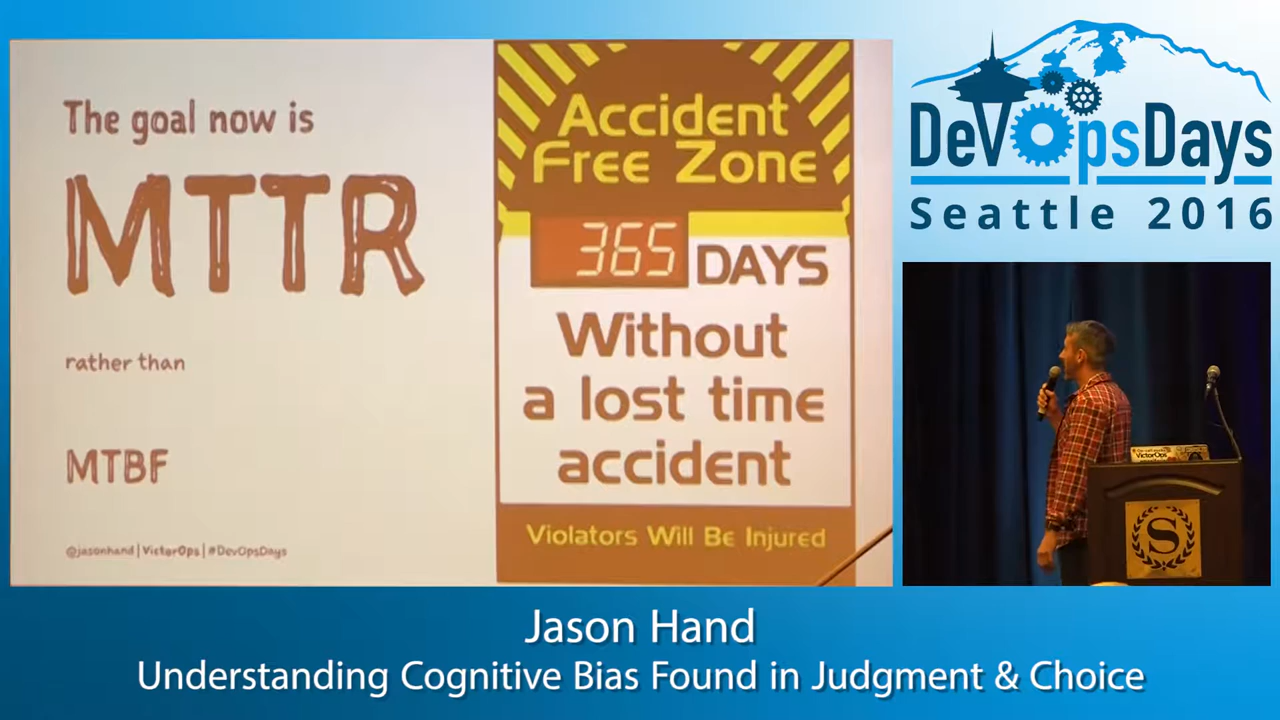 The goal now is
MTTR
rather than
MTBF
@jasonhand | VictorOps | #DevOpsDays
Accident
Free Zone
365 DAYS
Without
a lost time
accident
Violators Will Be Injured
DevOpsDays
Seattle 2016
VictorOps
S
Jason Hand
Understanding Cognitive Bias Found in Judgment & Choice